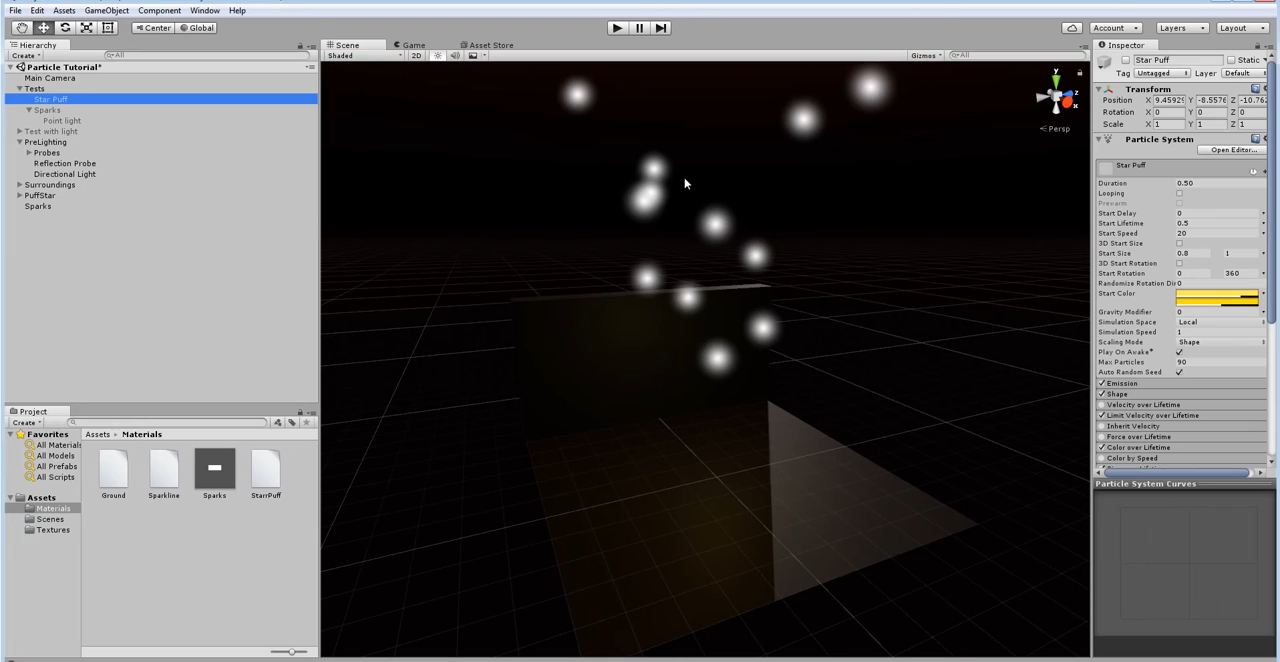 File Edit Assets GameObject Component Window Help
Center Global Account Layers Layout
Hierarchy
Create All
Particle Tutorial*
Main Camera
Tests
Star Puff
Sparks
Point light
Test with light
PreLighting
Probes
Reflection Probe
Directional Light
Surroundings
PuffStar
Sparks
Scene Game Asset Store
Shaded 2D Gizmos All
y
z
x
Persp
Project
Create
Favorites
All Materials
All Models
All Prefabs
All Scripts
Assets
Materials
Scenes
Textures
Assets Materials
Ground Sparkline Sparks StarrPuff
Inspector
Star Puff Static
Tag Untagged Layer Default
Transform
Position X 9.45925 Y -8.5576 Z -10.762
Rotation X 0 Y 0 Z 0
Scale X 1 Y 1 Z 1
Particle System
Open Editor...
Star Puff
Duration 0.50
Looping
Prewarm
Start Delay 0
Start Lifetime 0.5
Start Speed 20
3D Start Size
Start Size 0.8 1
3D Start Rotation
Start Rotation 0 360
Randomize Rotation Dir 0
Start Color
Gravity Modifier 0
Simulation Space Local
Simulation Speed 1
Scaling Mode Shape
Play On Awake*
Max Particles 90
Auto Random Seed
Emission
Shape
Velocity over Lifetime
Limit Velocity over Lifetime
Inherit Velocity
Force over Lifetime
Color over Lifetime
Color by Speed
Particle System Curves